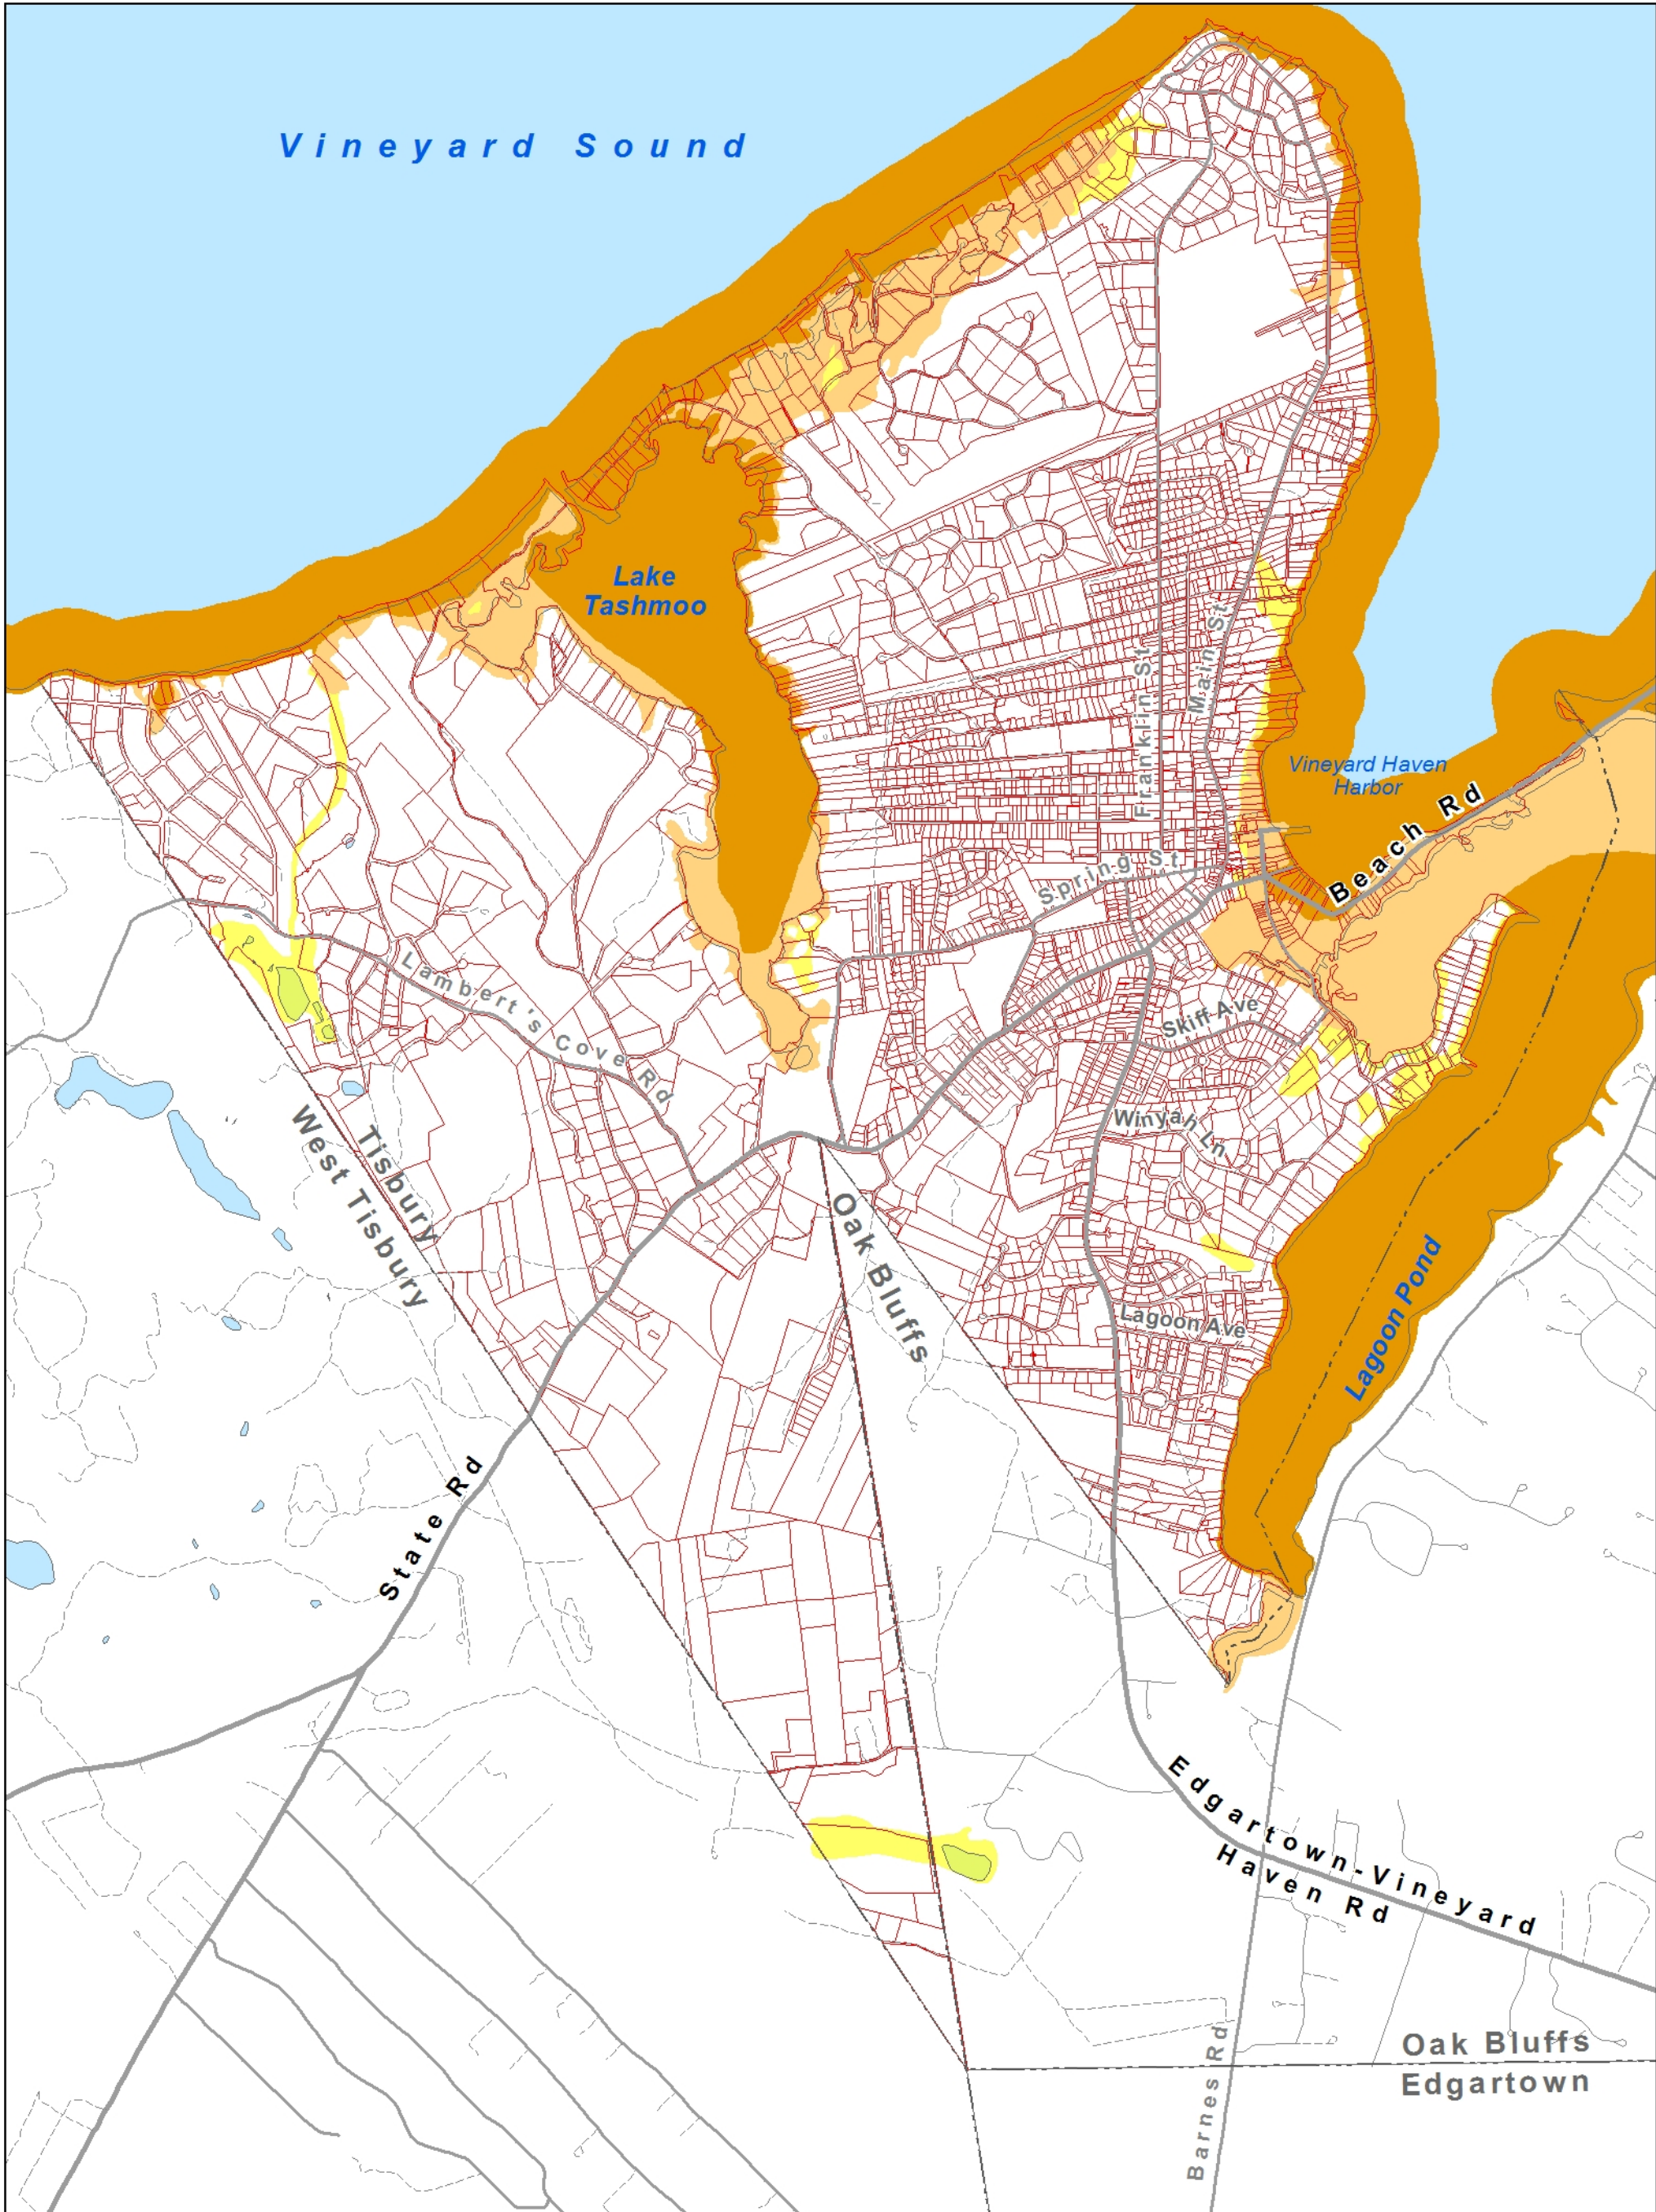 Vineyard Sound
Lake
Tashmoo
Main St
Franklin St
Vineyard Haven
Harbor
Beach Rd
Spring St
Lambert's Cove Rd
Skiff Ave
Winyah Ln
Tisbury
West Tisbury
Oak Bluffs
Lagoon Pond
Lagoon Ave
State Rd
Edgartown-Vineyard
Haven Rd
Barnes Rd
Oak Bluffs
Edgartown